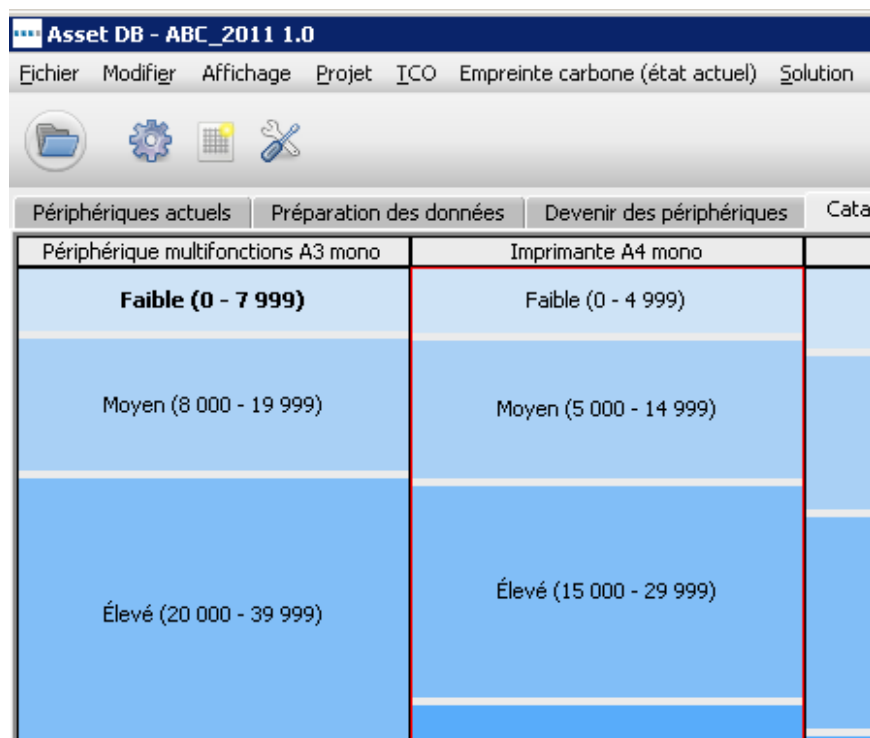 Asset DB - ABC_2011 1.0
Fichier Modifier Affichage Projet TCO Empreinte carbone (état actuel) Solution
Périphériques actuels Préparation des données Devenir des périphériques Cata
Périphérique multifonctions A3 mono Imprimante A4 mono
Faible (0 - 7 999) Faible (0 - 4 999)
Moyen (8 000 - 19 999) Moyen (5 000 - 14 999)
Élevé (15 000 - 29 999)
Élevé (20 000 - 39 999)